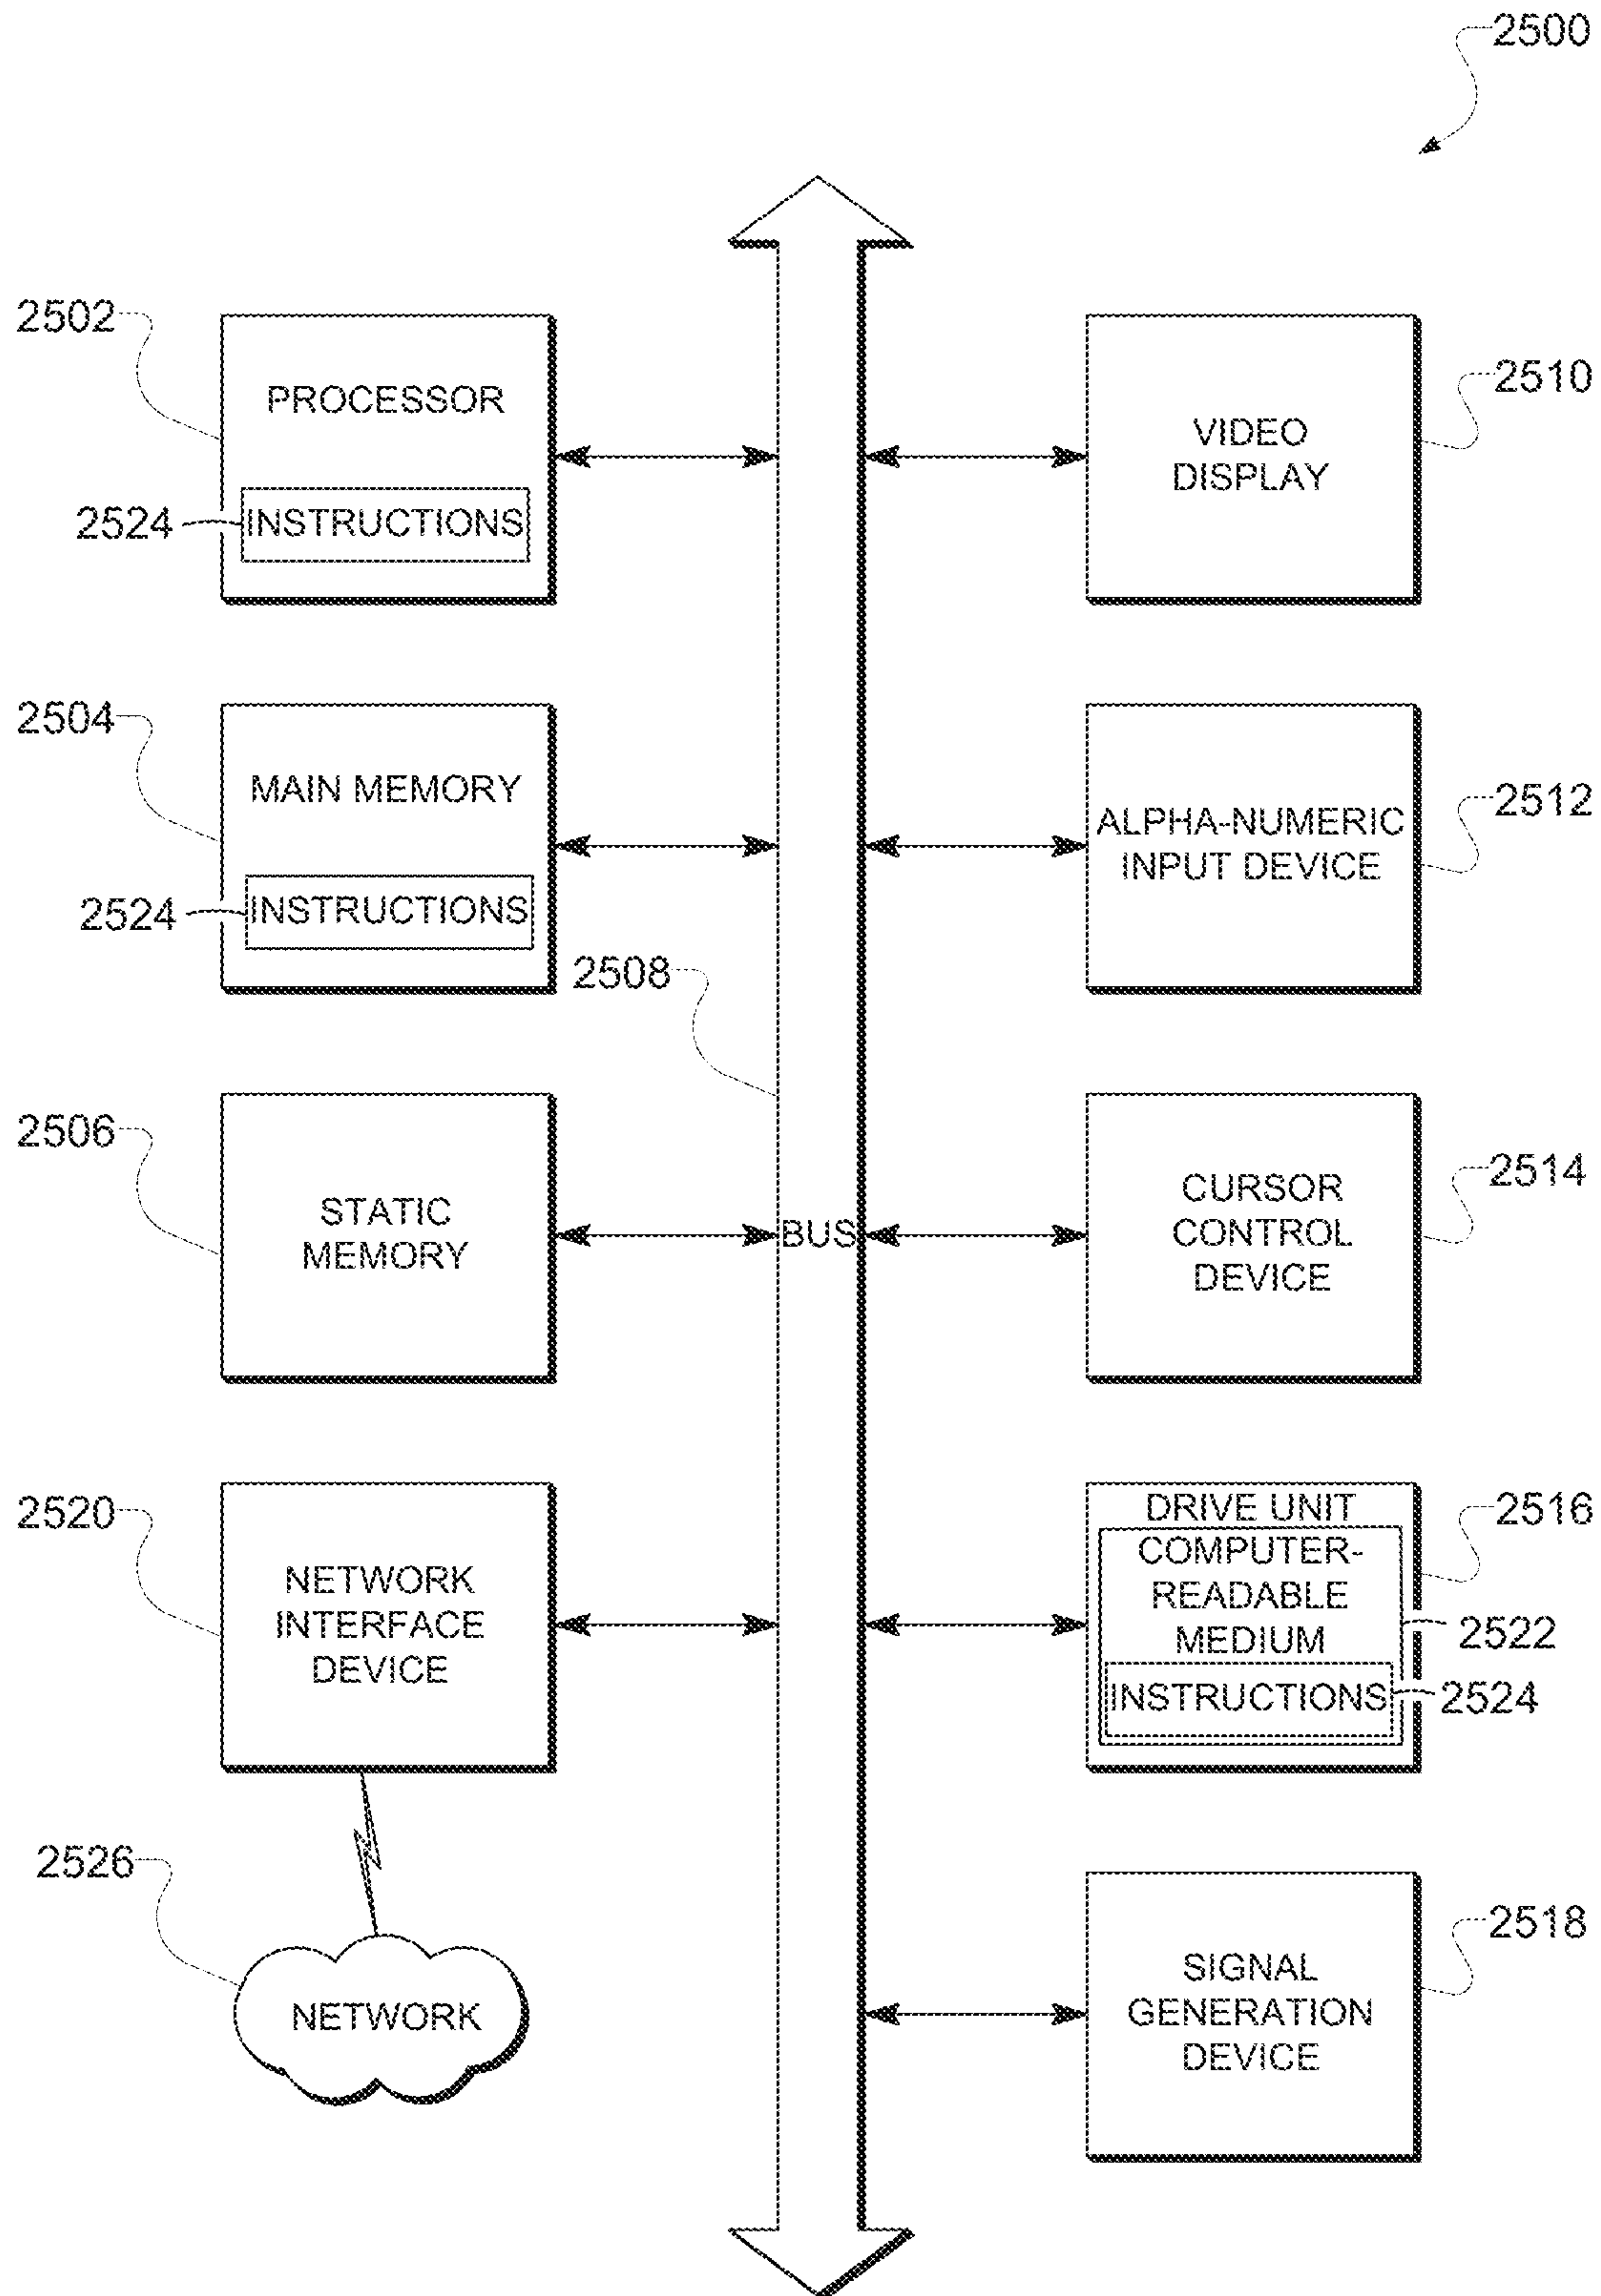 2500
2502
PROCESSOR
2524
INSTRUCTIONS
2510
VIDEO
DISPLAY
2504
MAIN MEMORY
2524
INSTRUCTIONS
2512
ALPHA-NUMERIC
INPUT DEVICE
2508
2506
STATIC
MEMORY
BUS
2514
CURSOR
CONTROL
DEVICE
2520
NETWORK
INTERFACE
DEVICE
2516
DRIVE UNIT
COMPUTER-
READABLE
MEDIUM
2522
INSTRUCTIONS
2524
2526
NETWORK
2518
SIGNAL
GENERATION
DEVICE